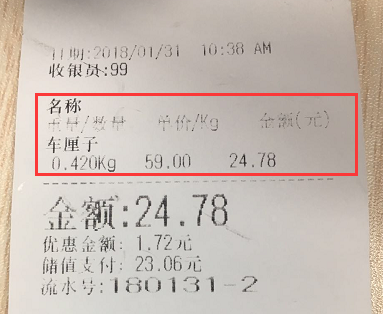 日期:2018/01/31 10:38 AM
收银员:99
名称
重量/数量 单价/Kg 金额(元)
车厘子
0.420Kg 59.00 24.78
金额:24.78
优惠金额: 1.72元
储值支付: 23.06元
流水号:180131-2